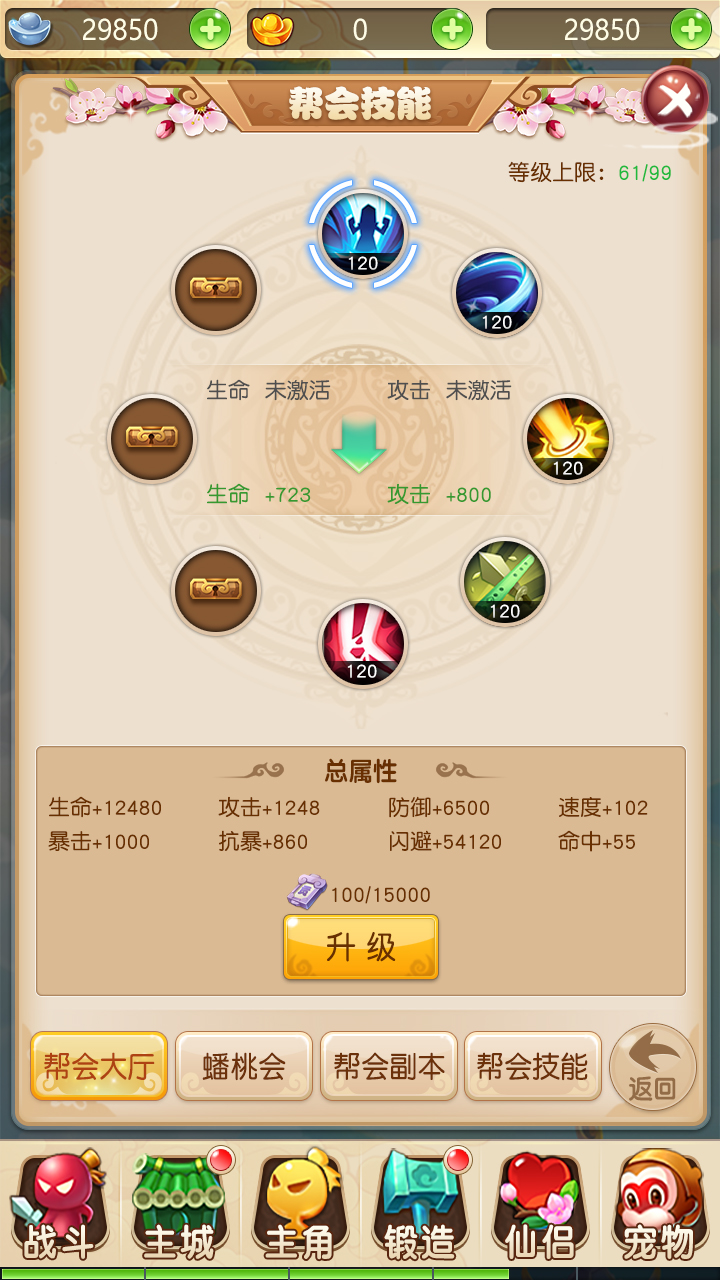 29850 0 29850
帮会技能
等级上限：61/99
120
120
生命 未激活 攻击 未激活
120
生命 +723 攻击 +800
120
120
总属性
生命+12480 攻击+1248 防御+6500 速度+102
暴击+1000 抗暴+860 闪避+54120 命中+55
100/15000
升级
帮会大厅 蟠桃会 帮会副本 帮会技能 返回
战斗 主城 主角 锻造 仙侣 宠物